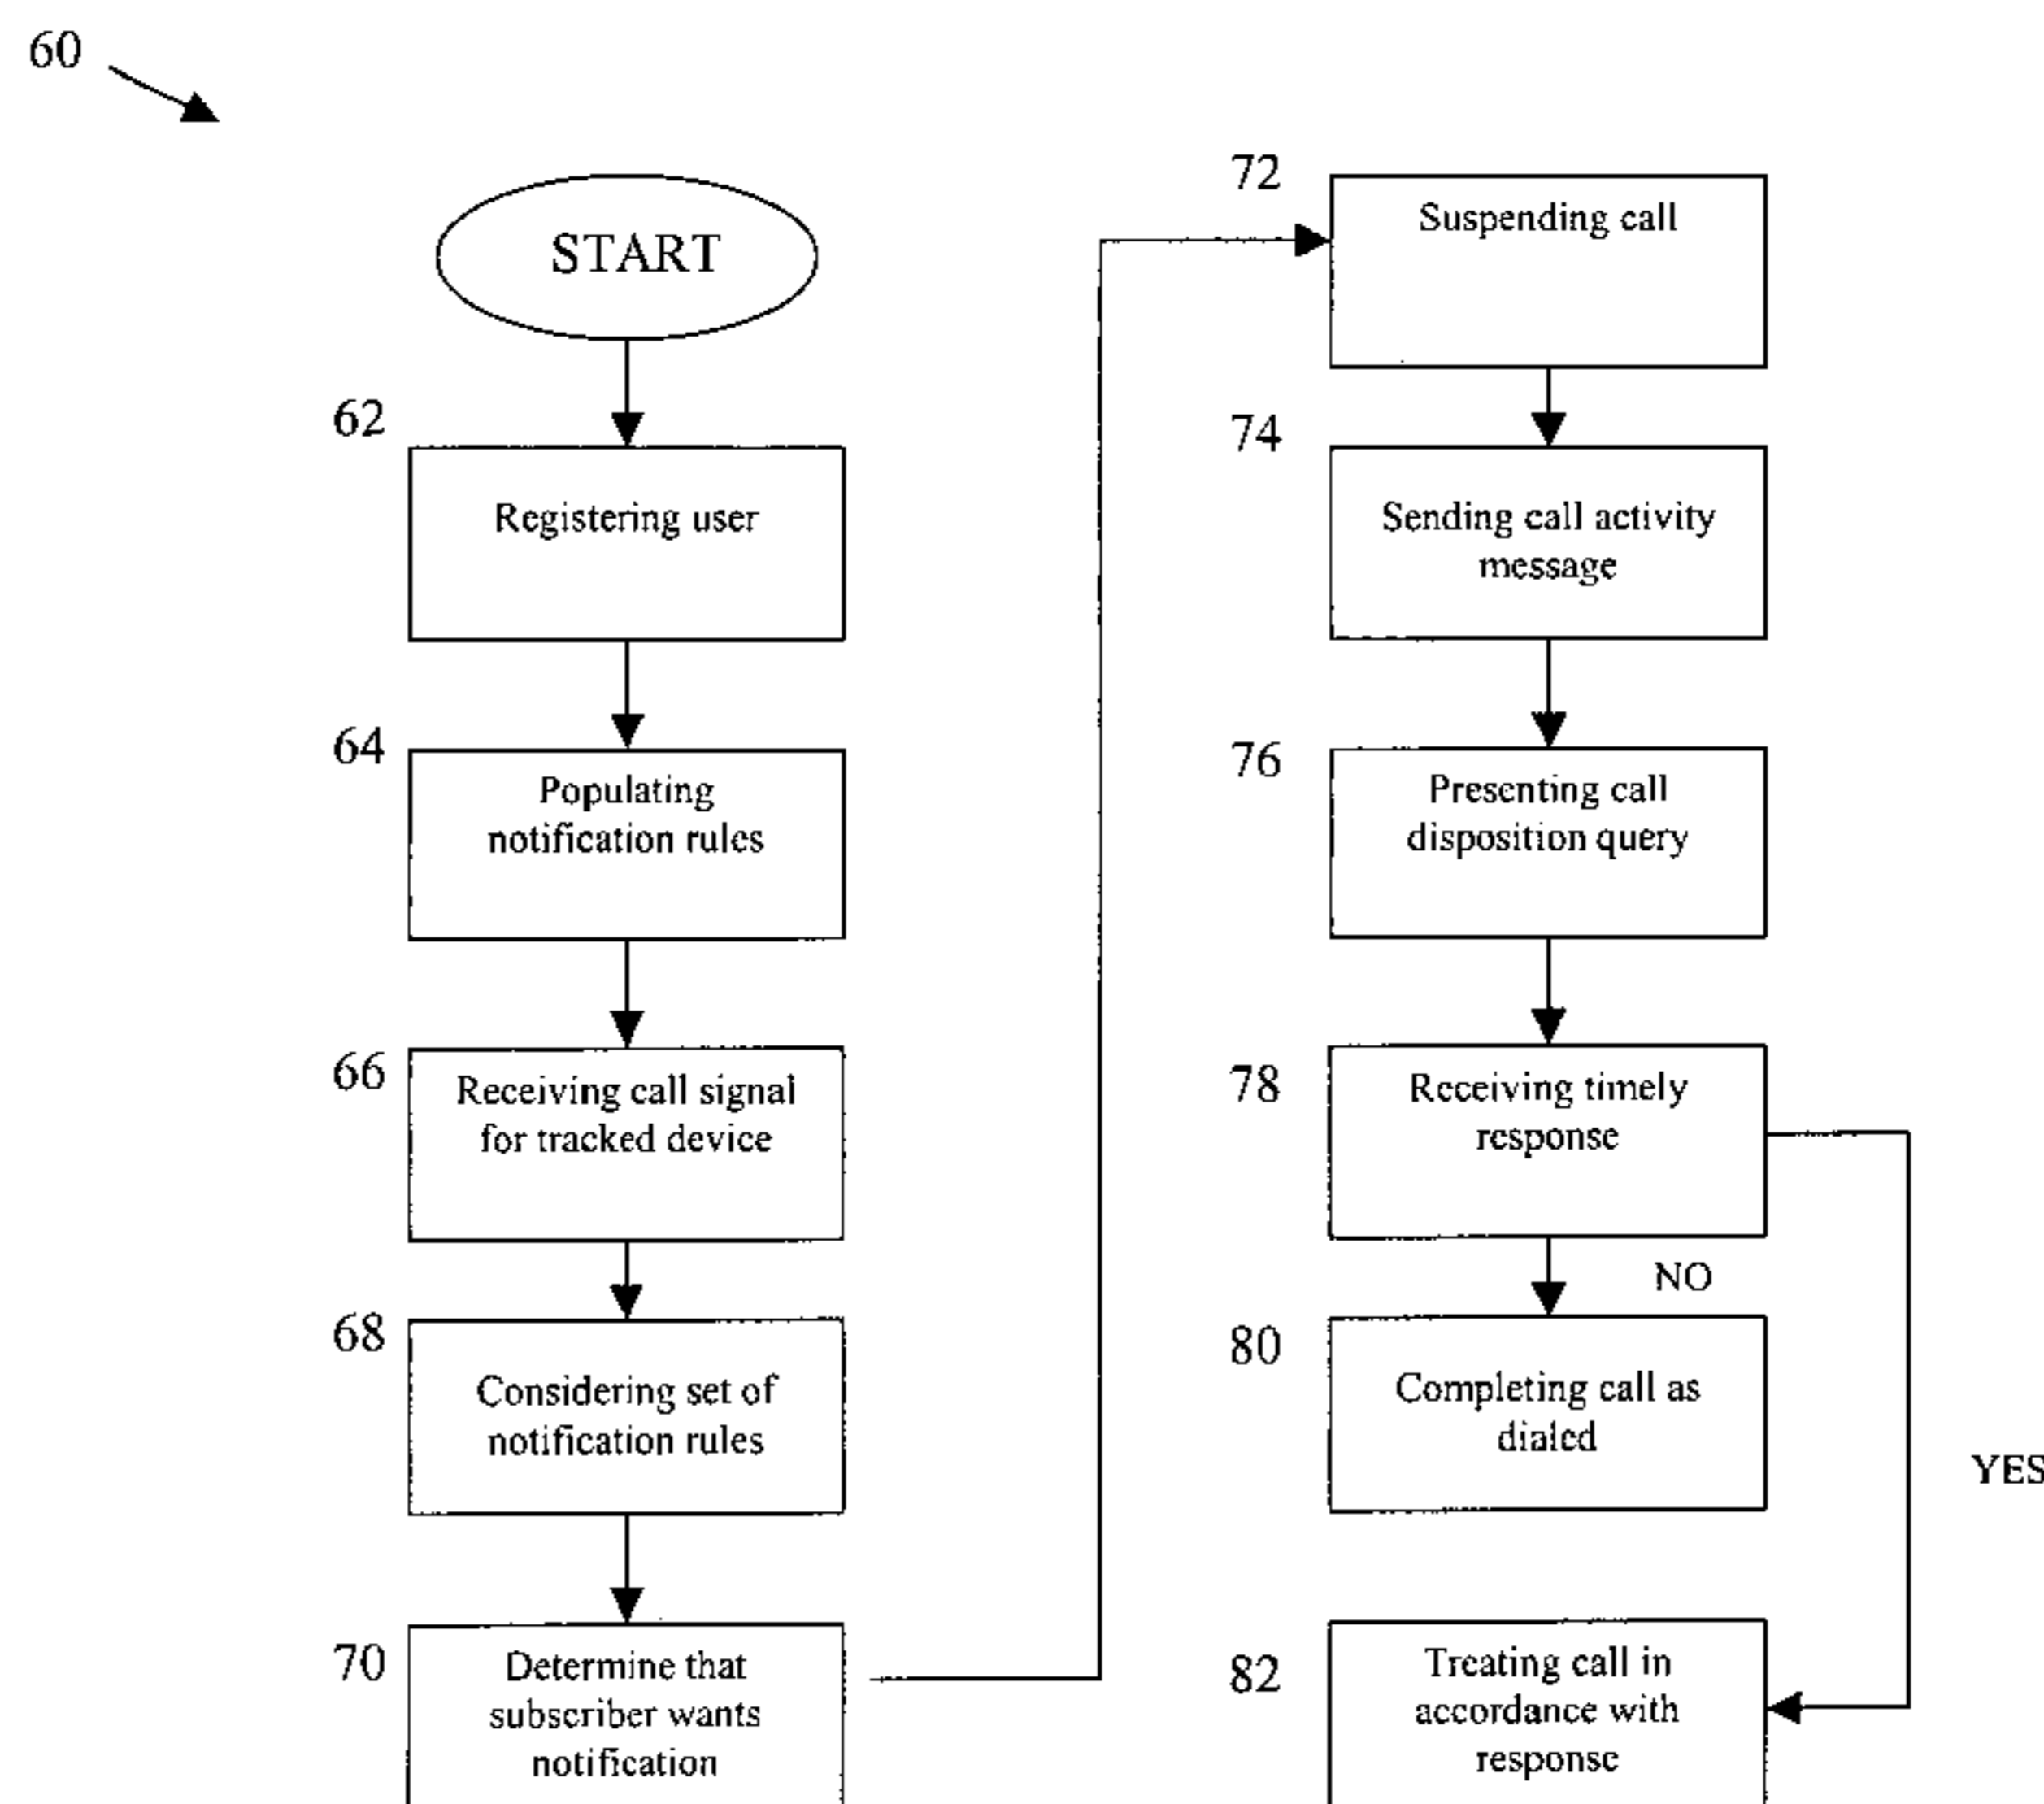 60
START
62
Registering user
64
Populating
notification rules
66
Receiving call signal
for tracked device
68
Considering set of
notification rules
70
Determine that
subscriber wants
notification
72
Suspending call
74
Sending call activity
message
76
Presenting call
disposition query
78
Receiving timely
response
NO
80
Completing call as
dialed
YES
82
Treating call in
accordance with
response